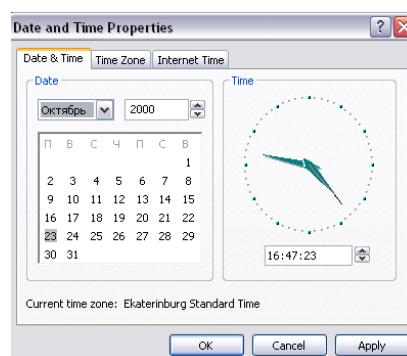 Date and Time Properties
Date & Time Time Zone Internet Time
Date
Октябрь 2000
П В С Ч П С В
1
2 3 4 5 6 7 8
9 10 11 12 13 14 15
16 17 18 19 20 21 22
23 24 25 26 27 28 29
30 31
Time
16:47:23
Current time zone: Ekaterinburg Standard Time
OK Cancel Apply